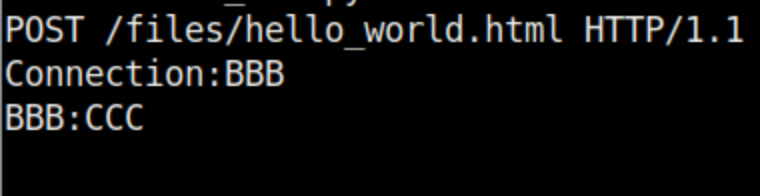 POST /files/hello_world.html HTTP/1.1
Connection:BBB
BBB:CCC